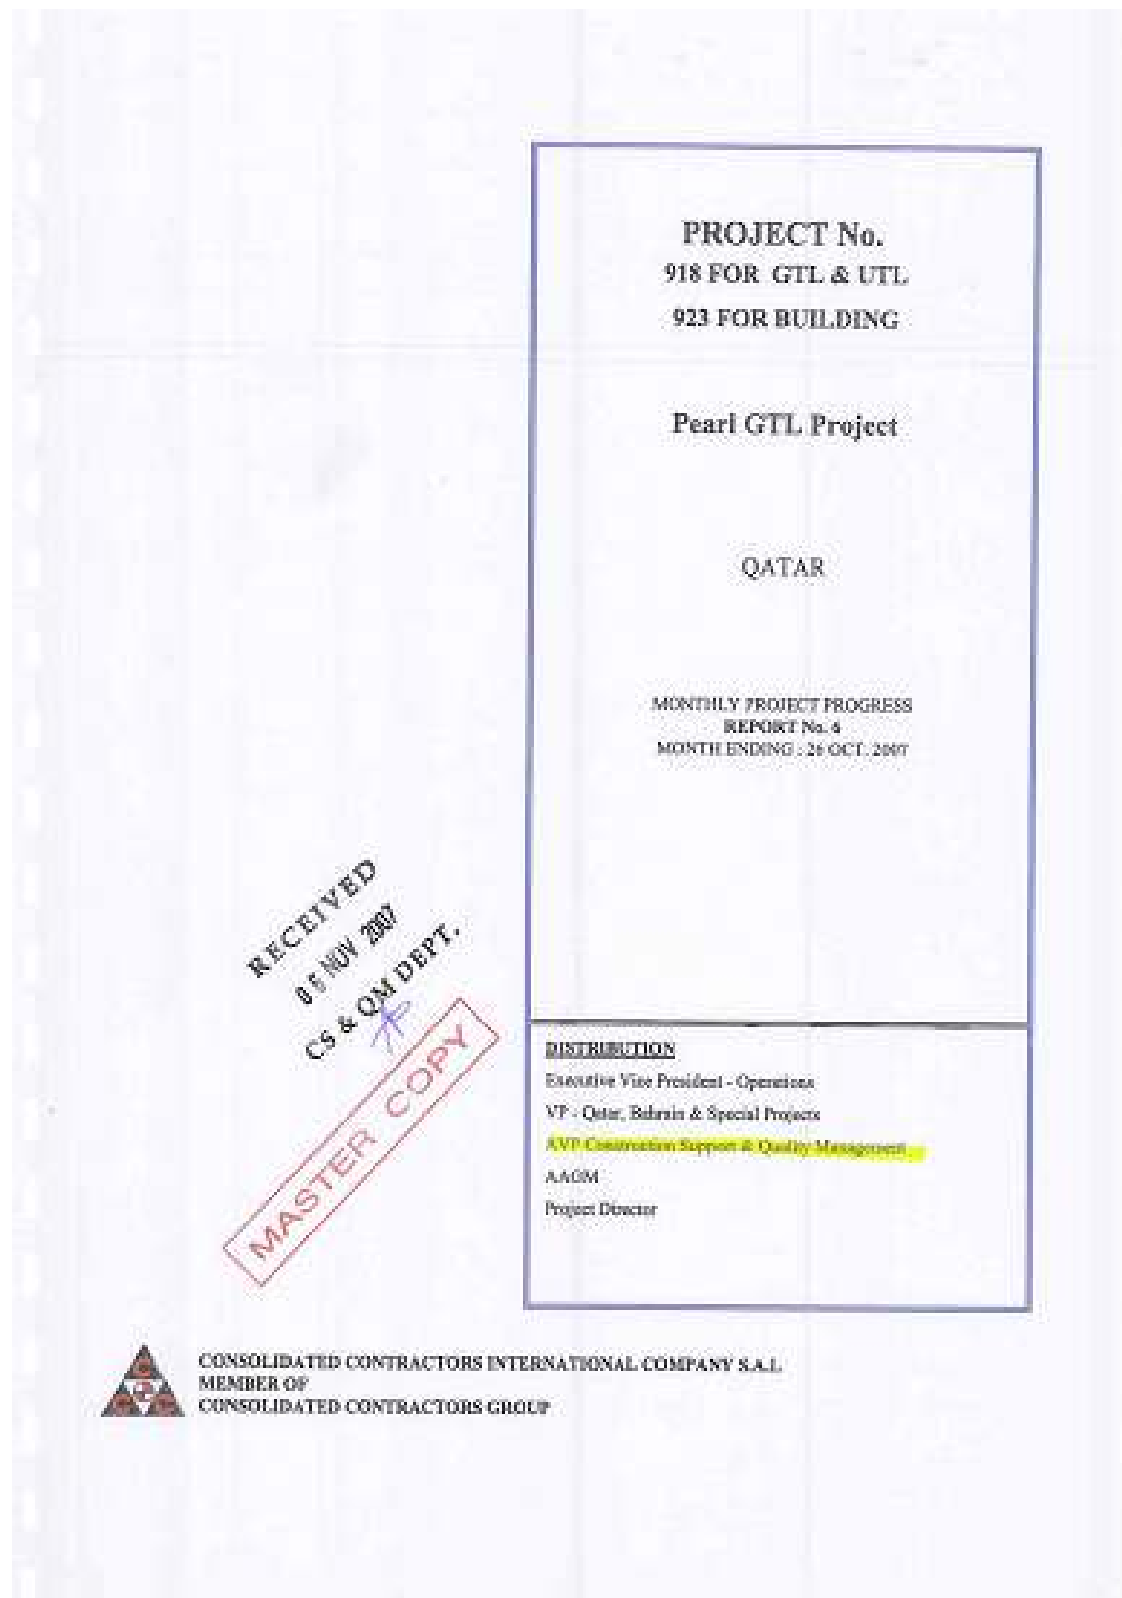 PROJECT No.
918 FOR GTL & UTL
923 FOR BUILDING
Pearl GTL Project
QATAR
MONTHLY PROJECT PROGRESS
REPORT No. 6
MONTH ENDING : 26 OCT. 2007
RECEIVED
06 NOV 2007
CS & QM DEPT.
MASTER COPY
DISTRIBUTION
Executive Vice President - Operations
VP - Qatar, Bahrain & Special Projects
AVP Construction Support & Quality Management
AAGM
Project Director
CONSOLIDATED CONTRACTORS INTERNATIONAL COMPANY S.A.L.
MEMBER OF
CONSOLIDATED CONTRACTORS GROUP